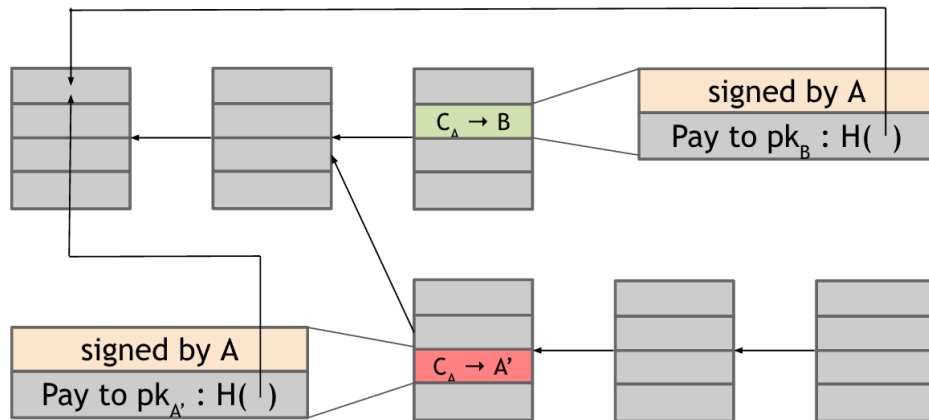 signed by A
C_A → B
Pay to pk_B : H( )
signed by A
C_A → A'
Pay to pk_A' : H( )